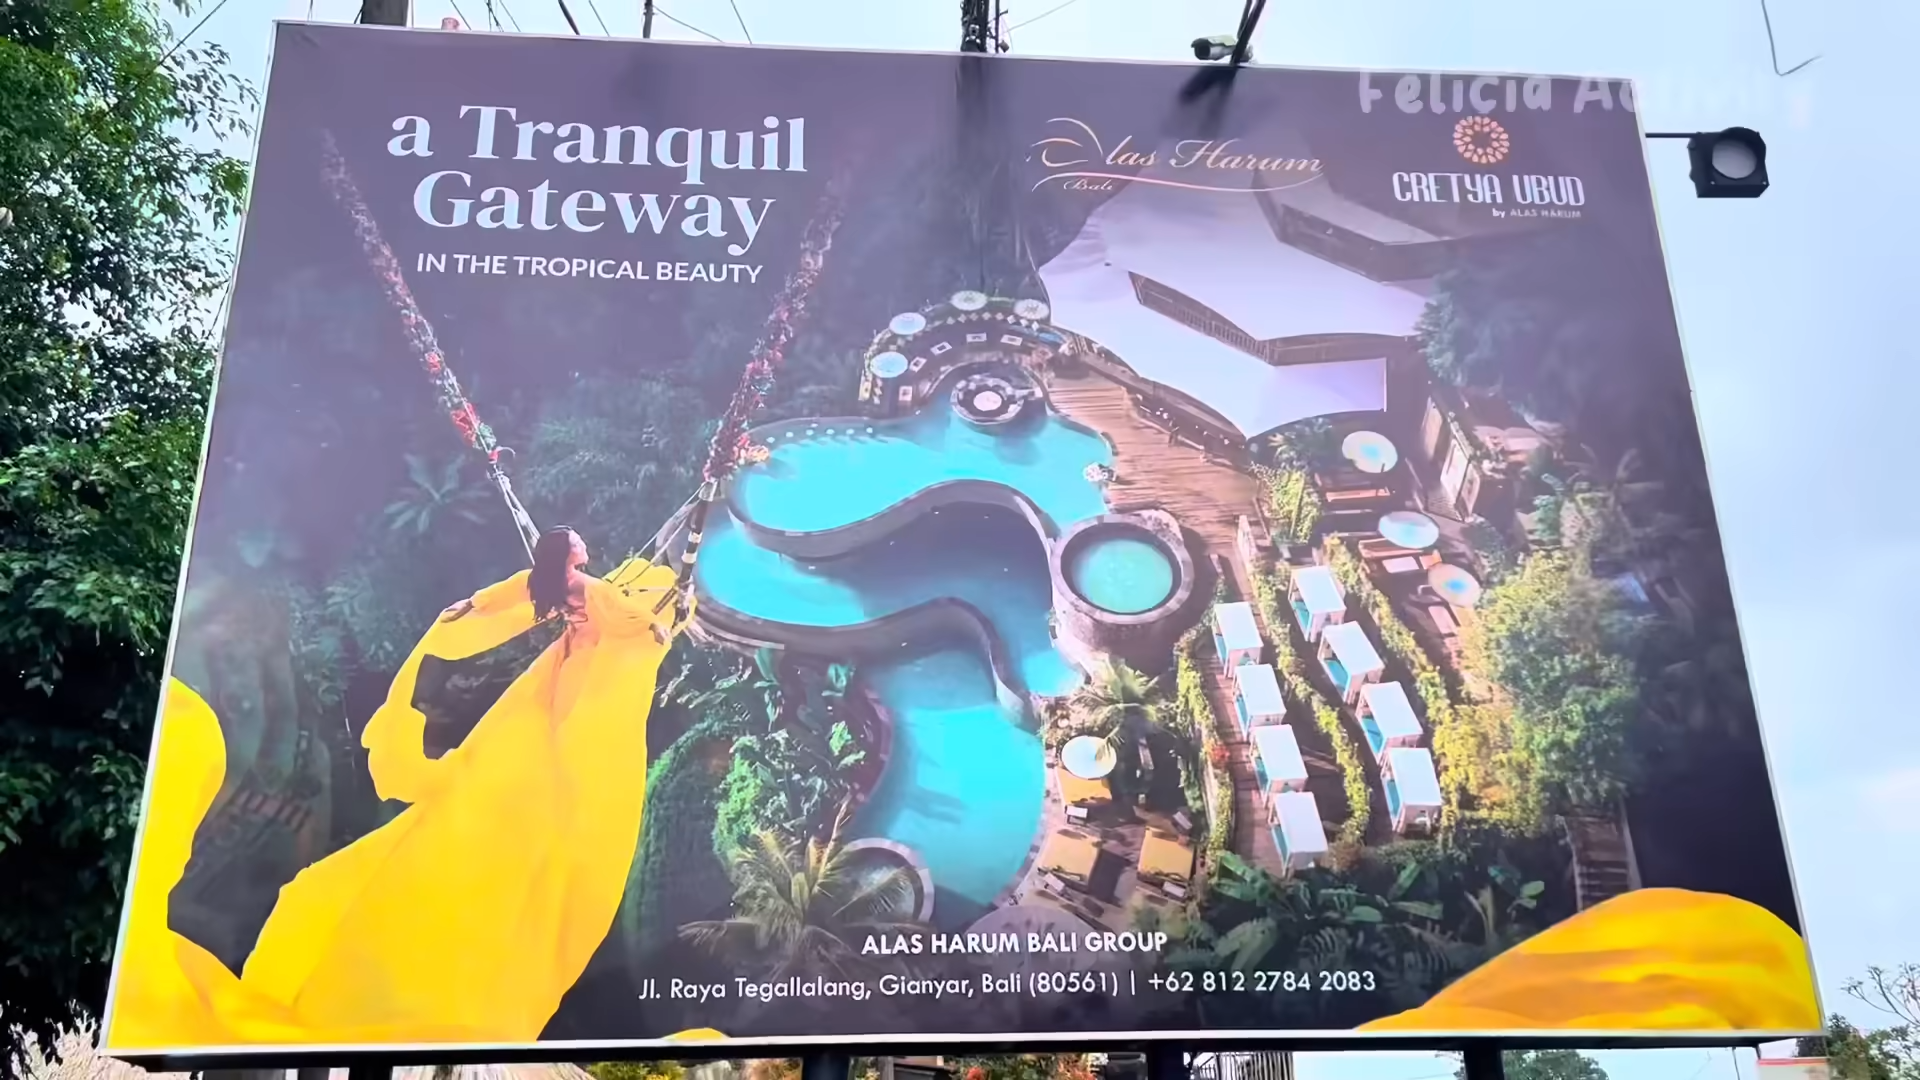 a Tranquil
Gateway
IN THE TROPICAL BEAUTY
Alas Harum
Bali
Felicia
CRETYA UBUD
by ALAS HARUM
ALAS HARUM BALI GROUP
Jl. Raya Tegallalang, Gianyar, Bali (80561) | +62 812 2784 2083